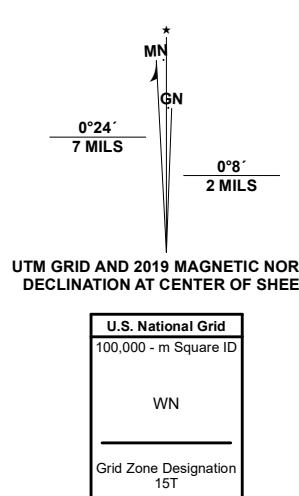 ★
MN
GN
0°24´
7 MILS
0°8´
2 MILS
UTM GRID AND 2019 MAGNETIC NOR
DECLINATION AT CENTER OF SHEE
U.S. National Grid
100,000 - m Square ID
WN
Grid Zone Designation
15T